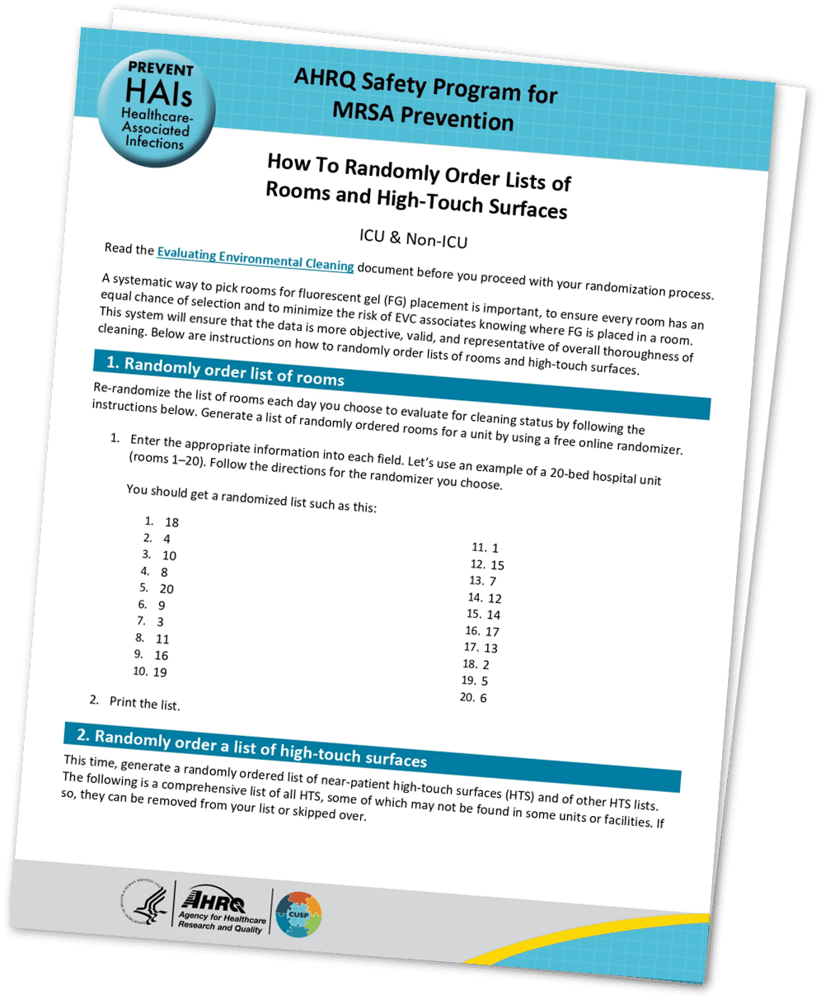 PREVENT
HAIs
Healthcare-
Associated
Infections
AHRQ Safety Program for
MRSA Prevention
How To Randomly Order Lists of
Rooms and High-Touch Surfaces
ICU & Non-ICU
Read the Evaluating Environmental Cleaning document before you proceed with your randomization process.
A systematic way to pick rooms for fluorescent gel (FG) placement is important, to ensure every room has an
equal chance of selection and to minimize the risk of EVC associates knowing where FG is placed in a room.
This system will ensure that the data is more objective, valid, and representative of overall thoroughness of
cleaning. Below are instructions on how to randomly order lists of rooms and high-touch surfaces.
1. Randomly order list of rooms
Re-randomize the list of rooms each day you choose to evaluate for cleaning status by following the
instructions below. Generate a list of randomly ordered rooms for a unit by using a free online randomizer.
1. Enter the appropriate information into each field. Let’s use an example of a 20-bed hospital unit
(rooms 1–20). Follow the directions for the randomizer you choose.
You should get a randomized list such as this:
1. 18
2. 4
3. 10
4. 8
5. 20
6. 9
7. 3
8. 11
9. 16
10. 19
11. 1
12. 15
13. 7
14. 12
15. 14
16. 17
17. 13
18. 2
19. 5
20. 6
2. Print the list.
2. Randomly order a list of high-touch surfaces
This time, generate a randomly ordered list of near-patient high-touch surfaces (HTS) and of other HTS lists.
The following is a comprehensive list of all HTS, some of which may not be found in some units or facilities. If
so, they can be removed from your list or skipped over.
AHRQ
Agency for Healthcare
Research and Quality
CUSP